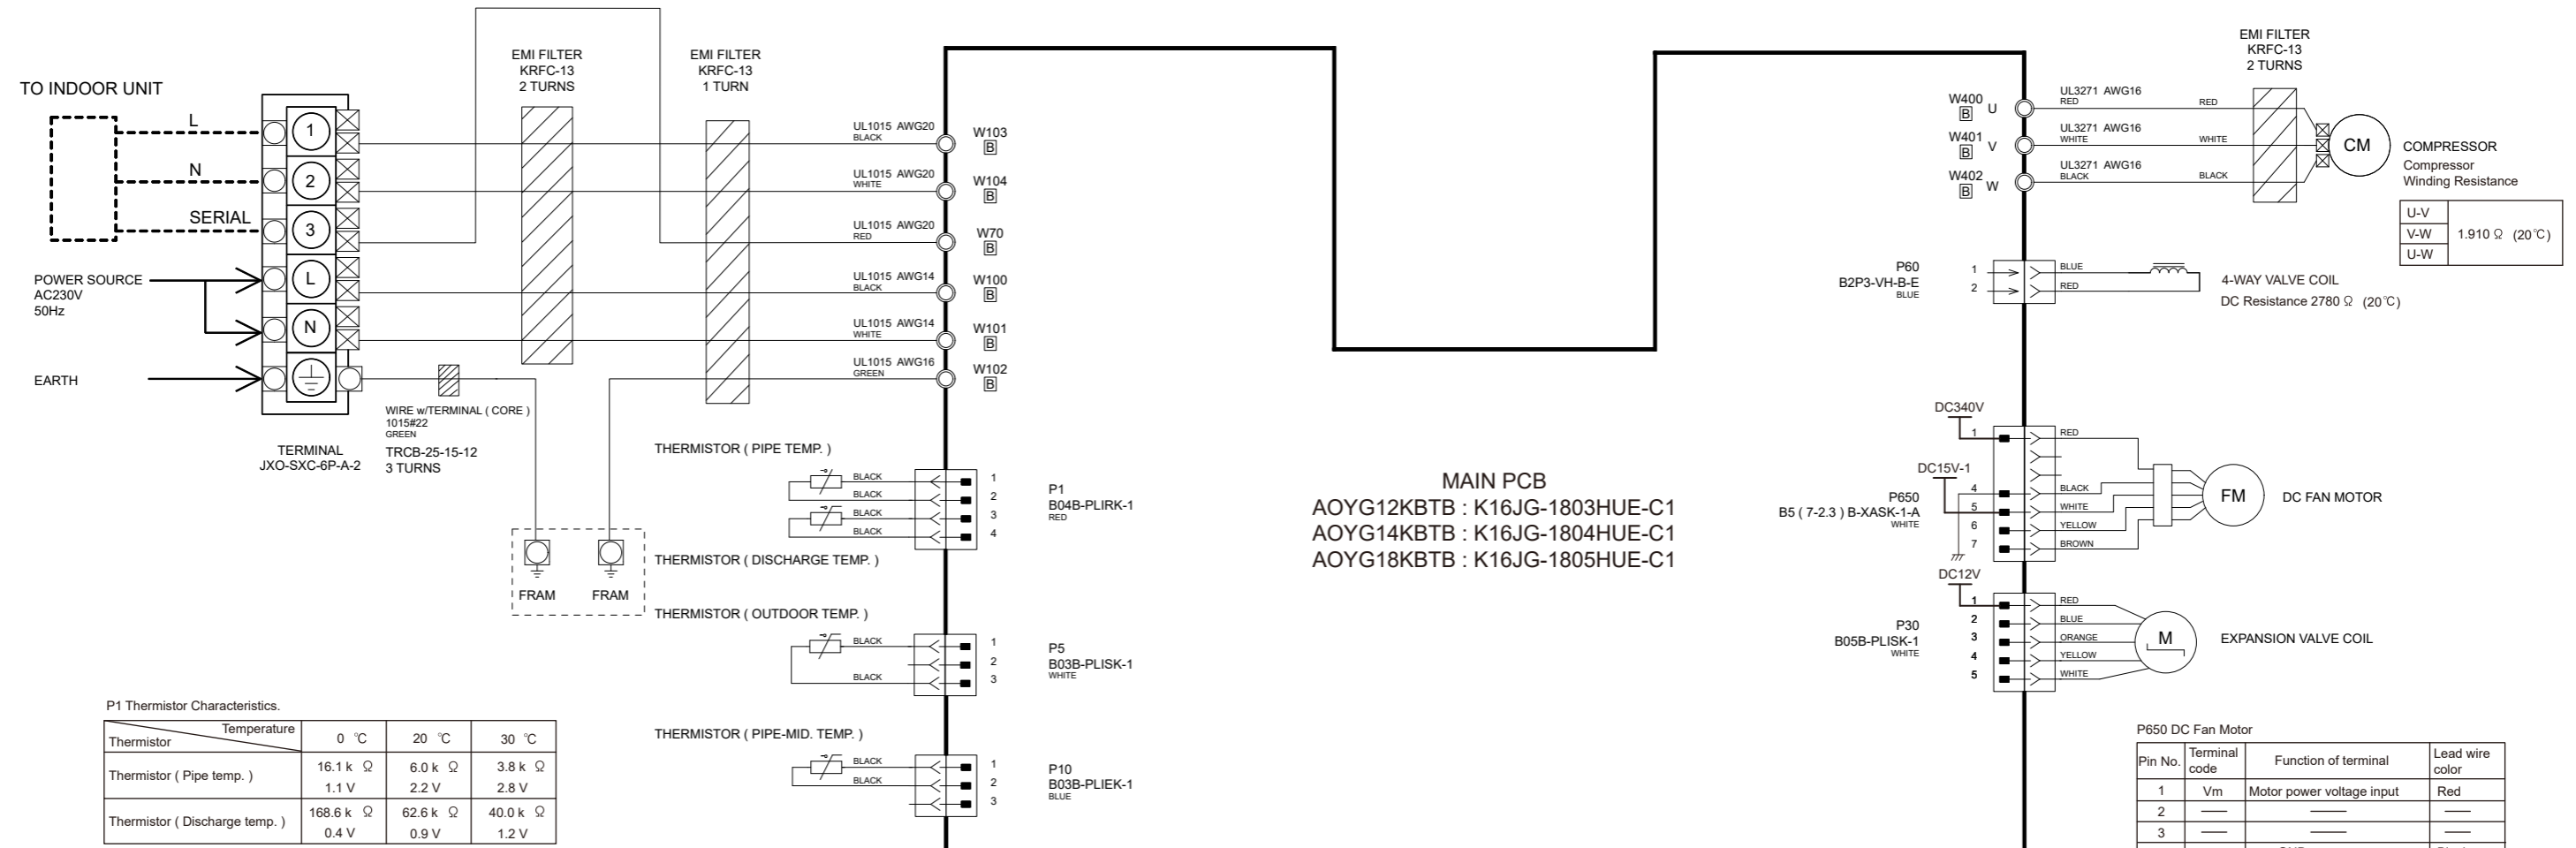 EMI FILTER
KRFC-13
2 TURNS
EMI FILTER
KRFC-13
1 TURN
EMI FILTER
KRFC-13
2 TURNS
TO INDOOR UNIT
L
N
SERIAL
POWER SOURCE
AC230V
50Hz
EARTH
1
2
3
L
N
TERMINAL
JXO-SXC-6P-A-2
WIRE w/TERMINAL ( CORE )
1015#22
GREEN
TRCB-25-15-12
3 TURNS
FRAM
FRAM
UL1015 AWG20
BLACK
W103
B
UL1015 AWG20
WHITE
W104
B
UL1015 AWG20
RED
W70
B
UL1015 AWG14
BLACK
W100
B
UL1015 AWG14
WHITE
W101
B
UL1015 AWG16
GREEN
W102
B
THERMISTOR ( PIPE TEMP. )
BLACK
BLACK
BLACK
BLACK
1
2
3
4
P1
B04B-PLIRK-1
RED
THERMISTOR ( DISCHARGE TEMP. )
THERMISTOR ( OUTDOOR TEMP. )
BLACK
BLACK
1
2
3
P5
B03B-PLISK-1
WHITE
THERMISTOR ( PIPE-MID. TEMP. )
BLACK
BLACK
1
2
3
P10
B03B-PLIEK-1
BLUE
MAIN PCB
AOYG12KBTB : K16JG-1803HUE-C1
AOYG14KBTB : K16JG-1804HUE-C1
AOYG18KBTB : K16JG-1805HUE-C1
W400
B
U
UL3271 AWG16
RED
RED
W401
B
V
UL3271 AWG16
WHITE
WHITE
W402
B
W
UL3271 AWG16
BLACK
BLACK
CM
COMPRESSOR
Compressor
Winding Resistance
U-V
V-W
U-W
1.910 Ω (20℃)
P60
B2P3-VH-B-E
BLUE
1
2
BLUE
RED
4-WAY VALVE COIL
DC Resistance 2780 Ω (20℃)
DC340V
DC15V-1
P650
B5 ( 7-2.3 ) B-XASK-1-A
WHITE
1
4
5
6
7
RED
BLACK
WHITE
YELLOW
BROWN
FM
DC FAN MOTOR
DC12V
P30
B05B-PLISK-1
WHITE
1
2
3
4
5
RED
BLUE
ORANGE
YELLOW
WHITE
M
EXPANSION VALVE COIL
P1 Thermistor Characteristics.
Temperature
Thermistor
0 ℃ 20 ℃ 30 ℃
Thermistor ( Pipe temp. )
16.1 k Ω 6.0 k Ω 3.8 k Ω
1.1 V 2.2 V 2.8 V
Thermistor ( Discharge temp. )
168.6 k Ω 62.6 k Ω 40.0 k Ω
0.4 V 0.9 V 1.2 V
P650 DC Fan Motor
Pin No. Terminal code Function of terminal Lead wire color
1 Vm Motor power voltage input Red
2 — — —
3 — — —